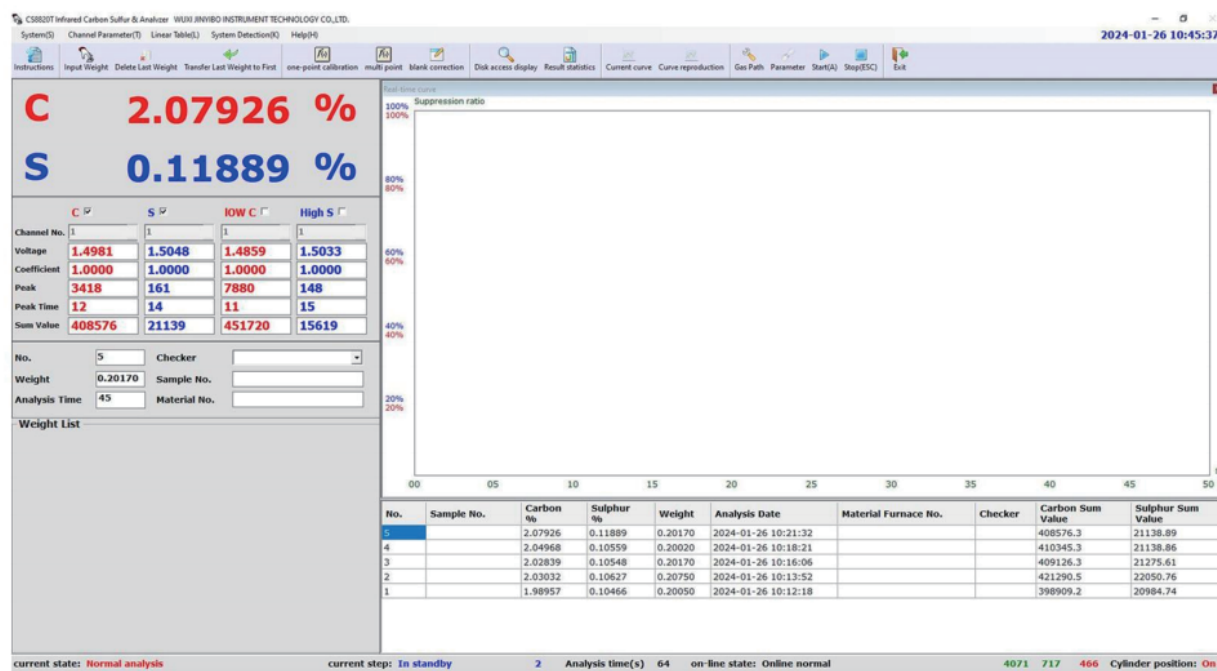 CS8820T Infrared Carbon Sulfur & Analyzer WUXI JINYIBO INSTRUMENT TECHNOLOGY CO.,LTD.
System(S) Channel Parameter(T) Linear Table(L) System Detection(K) Help(H)
2024-01-26 10:45:37
Instructions Input Weight Delete Last Weight Transfer Last Weight to First one-point calibration multi point blank correction Disk access display Result statistics Current curve Curve reproduction Gas Path Parameter Start(A) Stop(ESC) Exit
C 2.07926 %
S 0.11889 %
C S lOW C High S
Channel No. 1 1 1 1
Voltage 1.4981 1.5048 1.4859 1.5033
Coefficient 1.0000 1.0000 1.0000 1.0000
Peak 3418 161 7880 148
Peak Time 12 14 11 15
Sum Value 408576 21139 451720 15619
No. 5 Checker
Weight 0.20170 Sample No.
Analysis Time 45 Material No.
Weight List
Real-time curve
Suppression ratio
100%
100%
80%
80%
60%
60%
40%
40%
20%
20%
00 05 10 15 20 25 30 35 40 45 50
No. Sample No. Carbon % Sulphur % Weight Analysis Date Material Furnace No. Checker Carbon Sum Value Sulphur Sum Value
5 2.07926 0.11889 0.20170 2024-01-26 10:21:32 408576.3 21138.89
4 2.04968 0.10559 0.20020 2024-01-26 10:18:21 410345.3 21138.86
3 2.02839 0.10548 0.20170 2024-01-26 10:16:06 409126.3 21275.61
2 2.03032 0.10627 0.20750 2024-01-26 10:13:52 421290.5 22050.76
1 1.98957 0.10466 0.20050 2024-01-26 10:12:18 398909.2 20984.74
current state: Normal analysis current step: In standby 2 Analysis time(s) 64 on-line state: Online normal 4071 717 466 Cylinder position: On